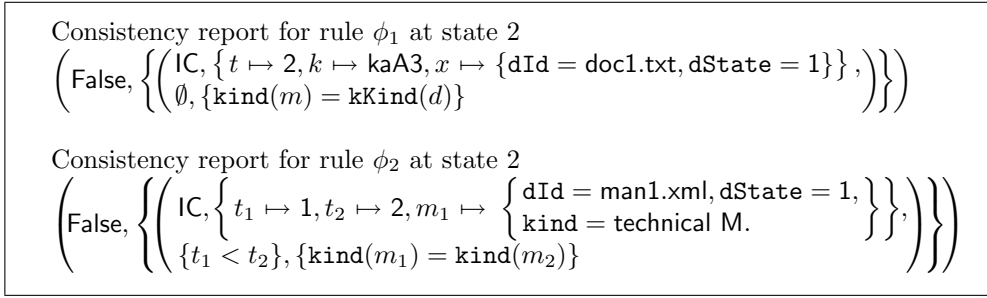 Consistency report for rule ϕ₁ at state 2
(False, {(IC, {t ↦ 2, k ↦ kaA3, x ↦ {dId = doc1.txt, dState = 1}},
∅, {kind(m) = kKind(d)})})
Consistency report for rule ϕ₂ at state 2
(False, {(IC, {t₁ ↦ 1, t₂ ↦ 2, m₁ ↦ {dId = man1.xml, dState = 1,
kind = technical M.}},
{t₁ < t₂}, {kind(m₁) = kind(m₂)})})